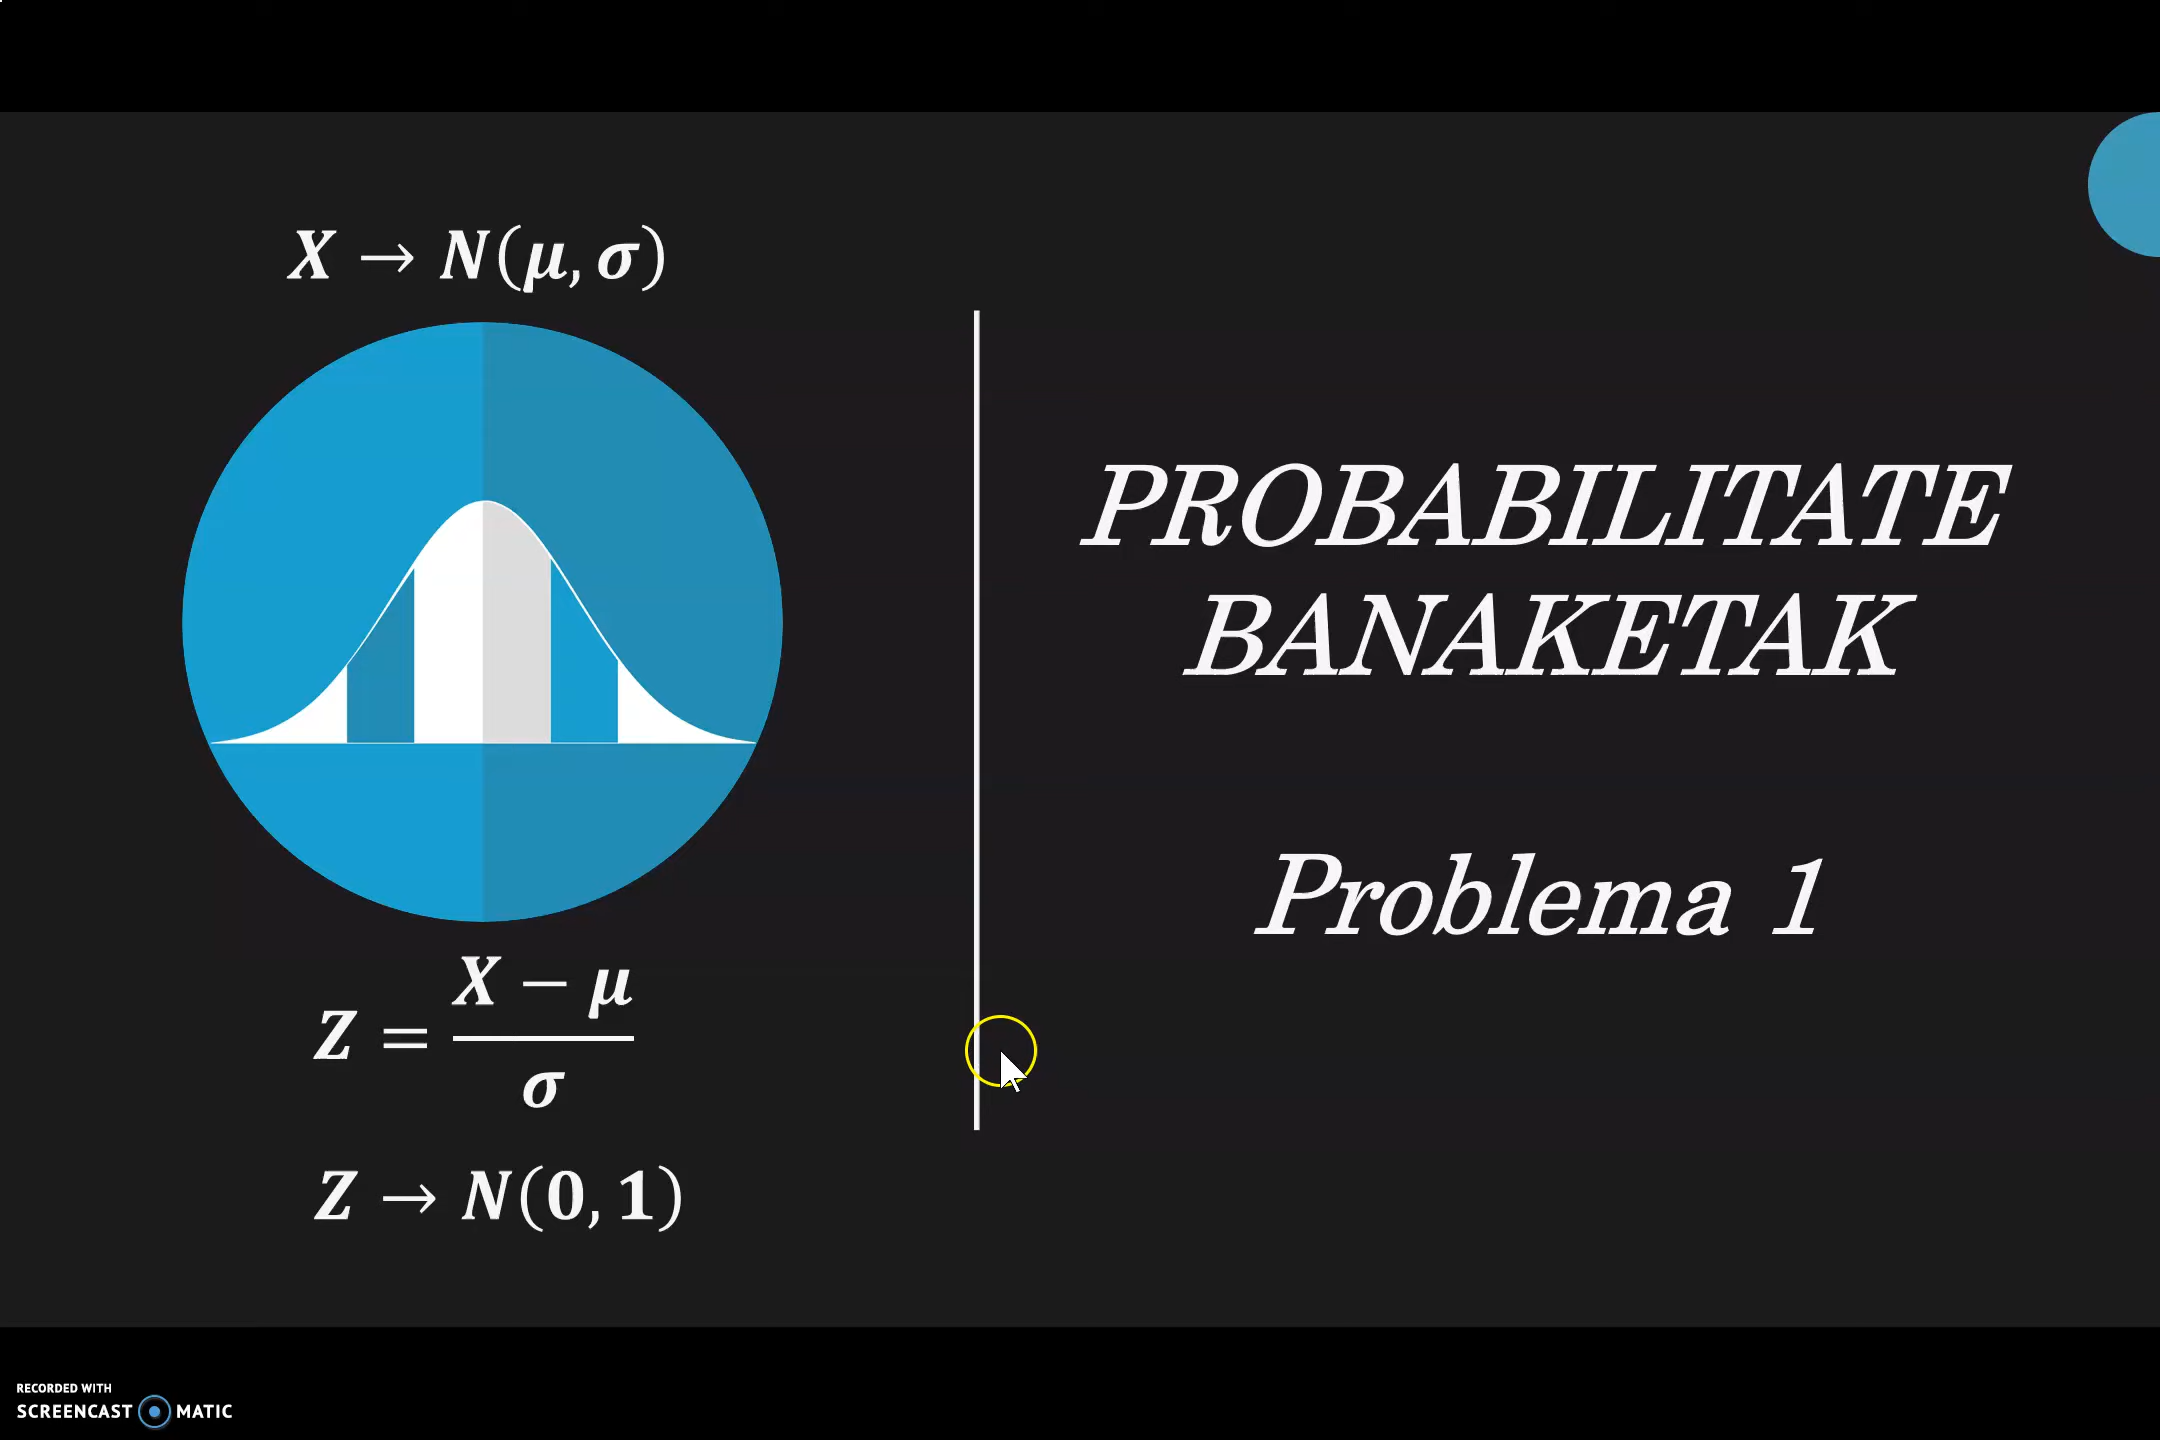 X → N(μ, σ)
Z = (X − μ) / σ
Z → N(0, 1)
PROBABILITATE
BANAKETAK
Problema 1
RECORDED WITH
SCREENCAST MATIC